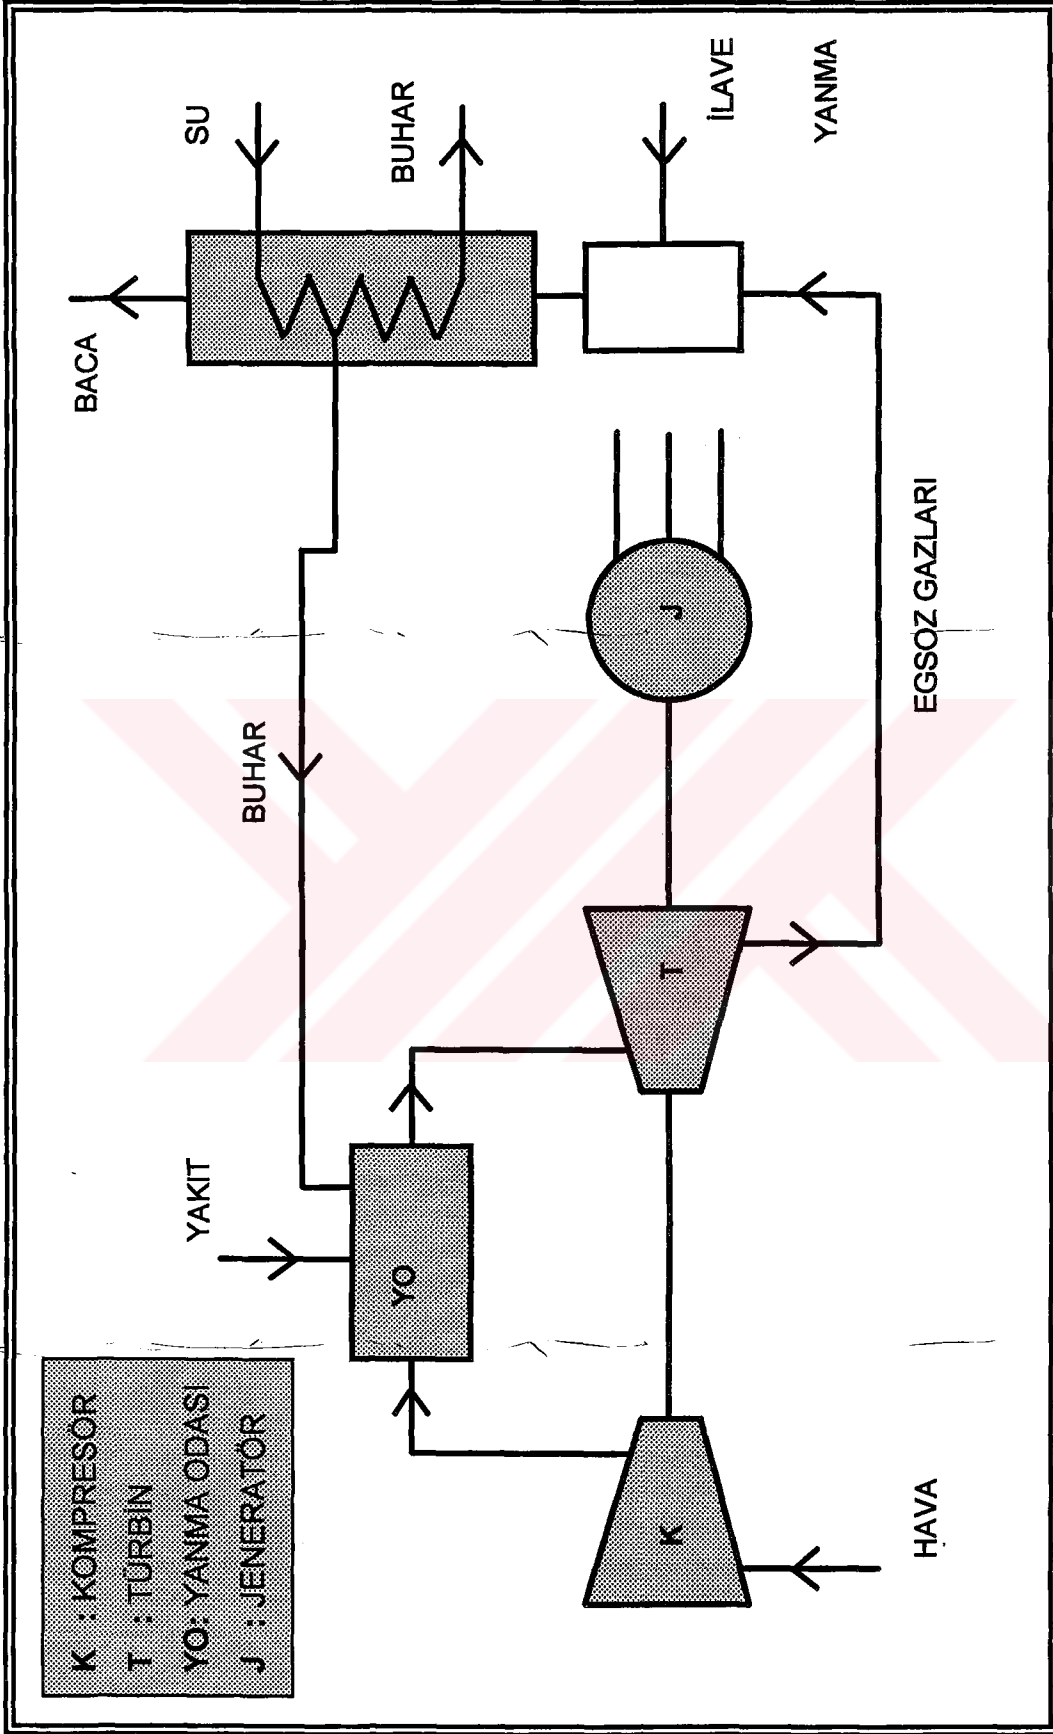 K : KOMPRESÖR
T : TÜRBİN
YO: YANMA ODASI
J : JENERATÖR
YAKIT
BUHAR
BACA
SU
BUHAR
YO
K
T
J
İLAVE
YANMA
HAVA
EGSOZ GAZLARI